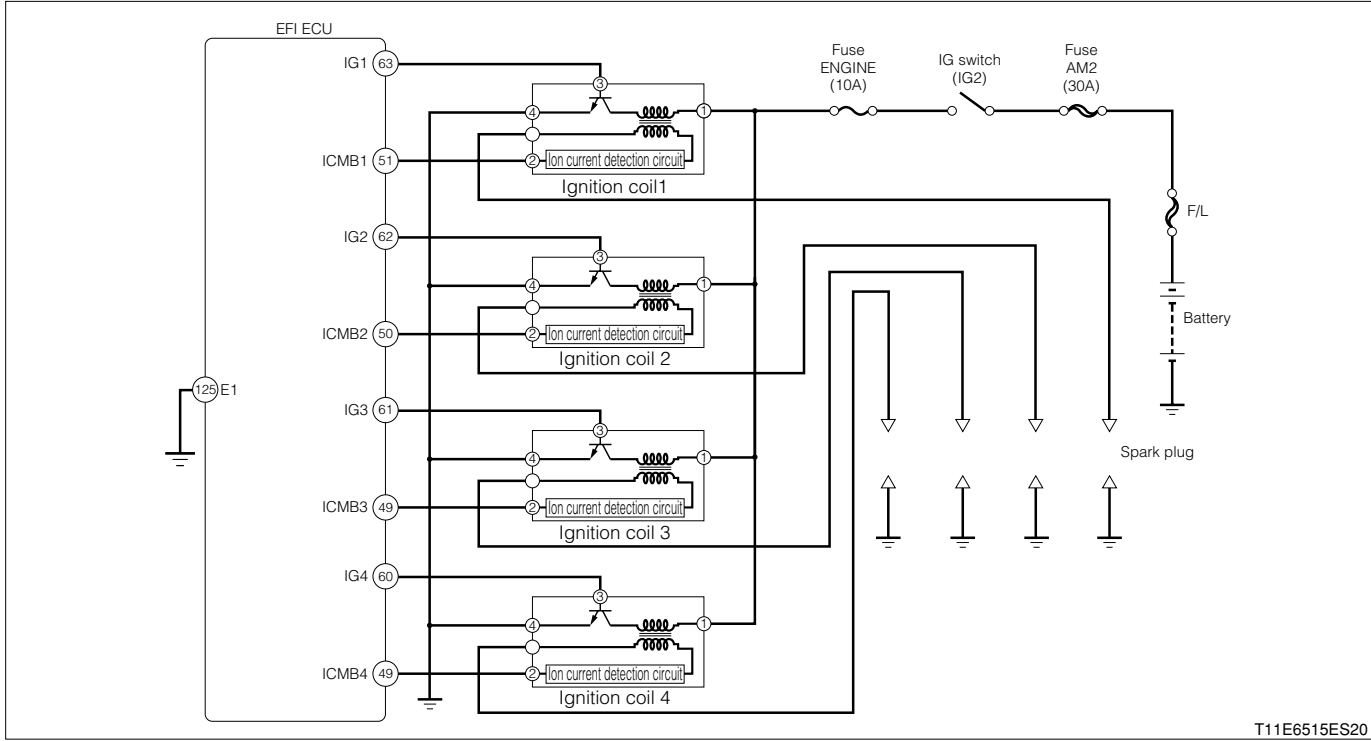 EFI ECU
IG1 63
ICMB1 51
IG2 62
ICMB2 50
125 E1
IG3 61
ICMB3 49
IG4 60
ICMB4 49
3
4
1
2
Ion current detection circuit
Ignition coil1
3
4
1
2
Ion current detection circuit
Ignition coil 2
3
4
1
2
Ion current detection circuit
Ignition coil 3
3
4
1
2
Ion current detection circuit
Ignition coil 4
Fuse
ENGINE
(10A)
IG switch
(IG2)
Fuse
AM2
(30A)
F/L
Battery
Spark plug
T11E6515ES20